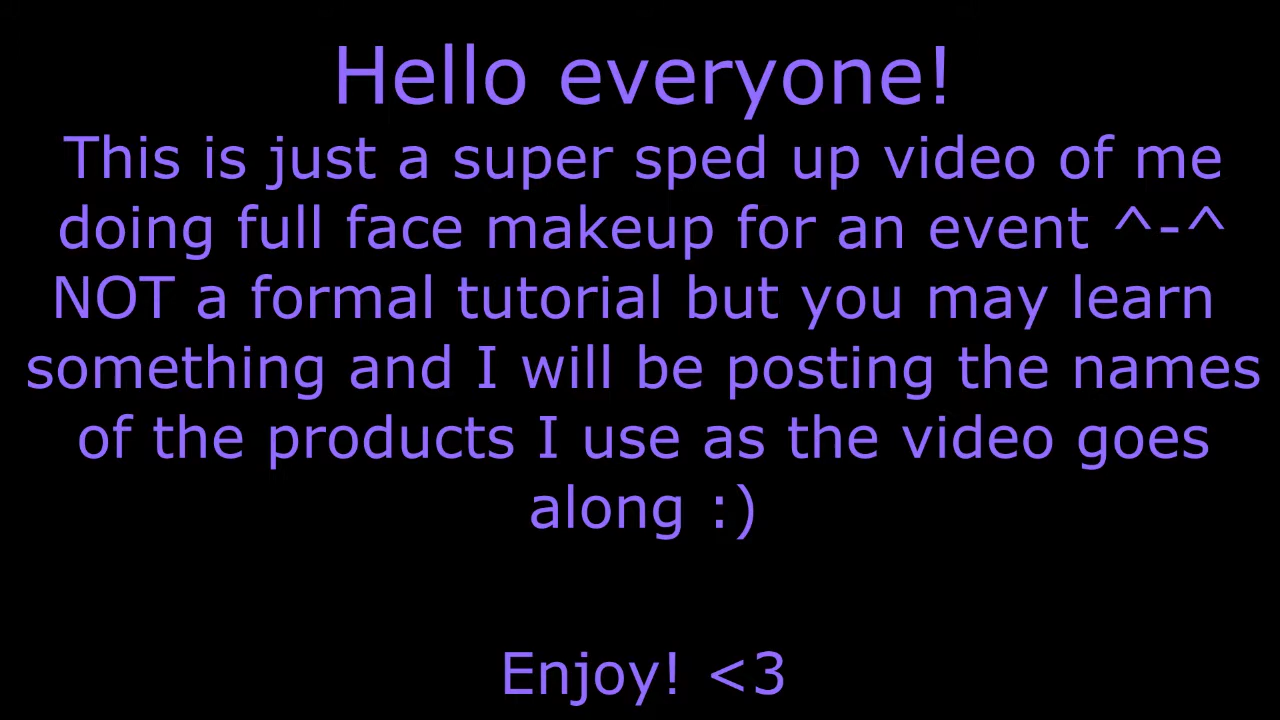 Hello everyone!
This is just a super sped up video of me
doing full face makeup for an event ^-^
NOT a formal tutorial but you may learn
something and I will be posting the names
of the products I use as the video goes
along :)
Enjoy! <3